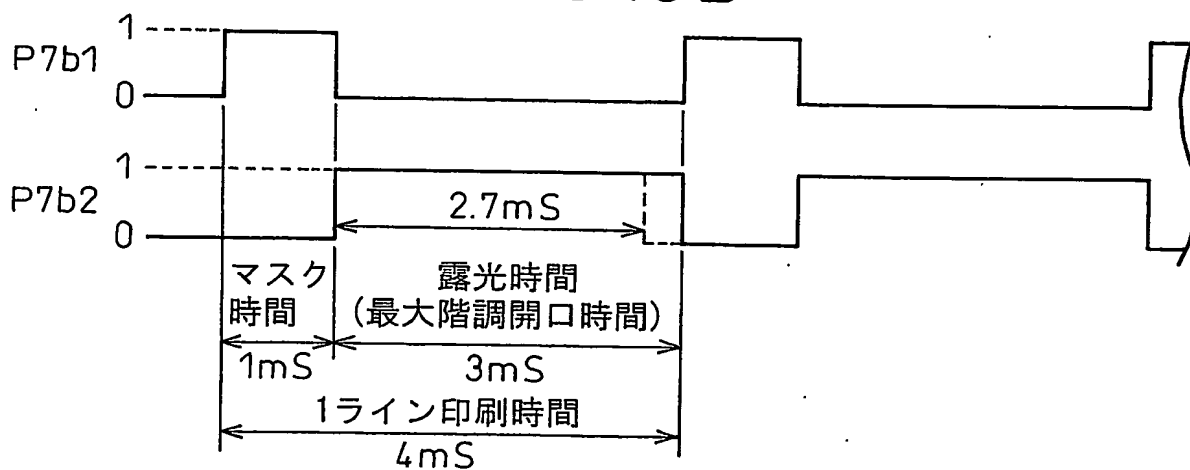 1
P7b1
0
1
P7b2
2.7mS
0
マスク
時間
露光時間
(最大階調開口時間)
1mS
3mS
1ライン印刷時間
4mS